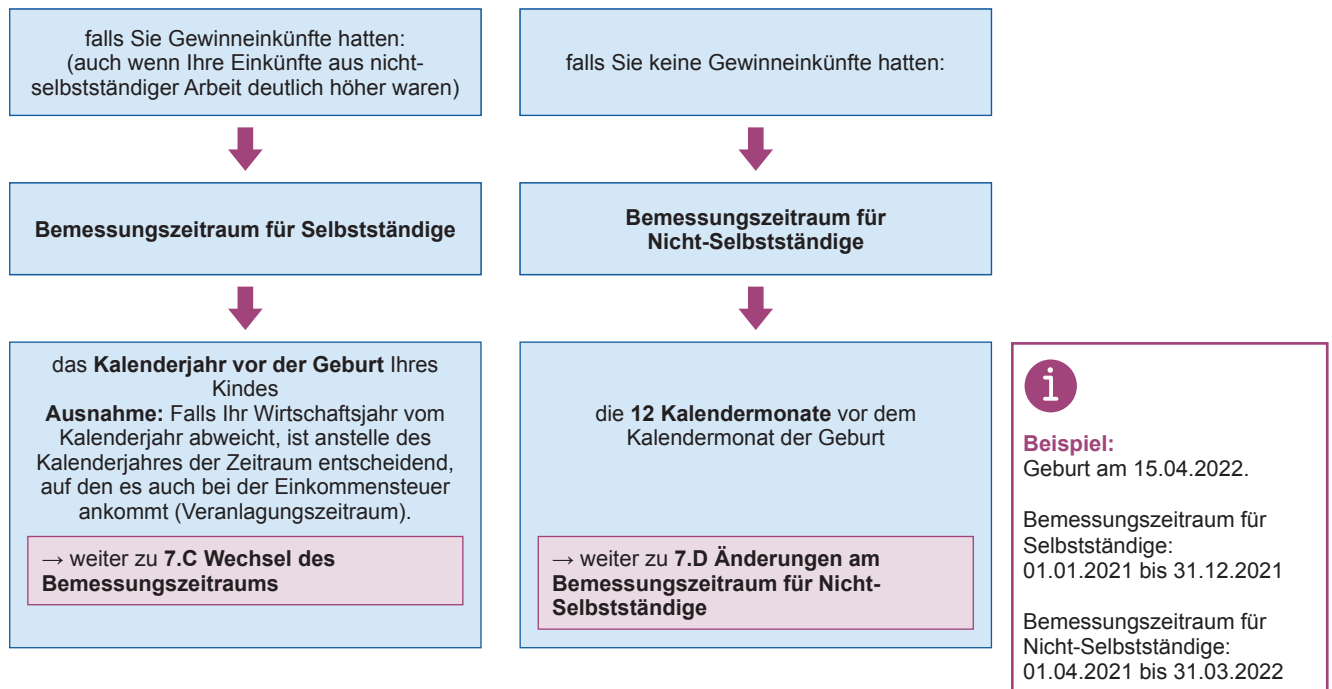 falls Sie Gewinneinkünfte hatten:
(auch wenn Ihre Einkünfte aus nicht-
selbstständiger Arbeit deutlich höher waren)
Bemessungszeitraum für Selbstständige
das Kalenderjahr vor der Geburt Ihres
Kindes
Ausnahme: Falls Ihr Wirtschaftsjahr vom
Kalenderjahr abweicht, ist anstelle des
Kalenderjahres der Zeitraum entscheidend,
auf den es auch bei der Einkommensteuer
ankommt (Veranlagungszeitraum).
→ weiter zu 7.C Wechsel des
Bemessungszeitraums
falls Sie keine Gewinneinkünfte hatten:
Bemessungszeitraum für
Nicht-Selbstständige
die 12 Kalendermonate vor dem
Kalendermonat der Geburt
→ weiter zu 7.D Änderungen am
Bemessungszeitraum für Nicht-
Selbstständige
i
Beispiel:
Geburt am 15.04.2022.
Bemessungszeitraum für
Selbstständige:
01.01.2021 bis 31.12.2021
Bemessungszeitraum für
Nicht-Selbstständige:
01.04.2021 bis 31.03.2022